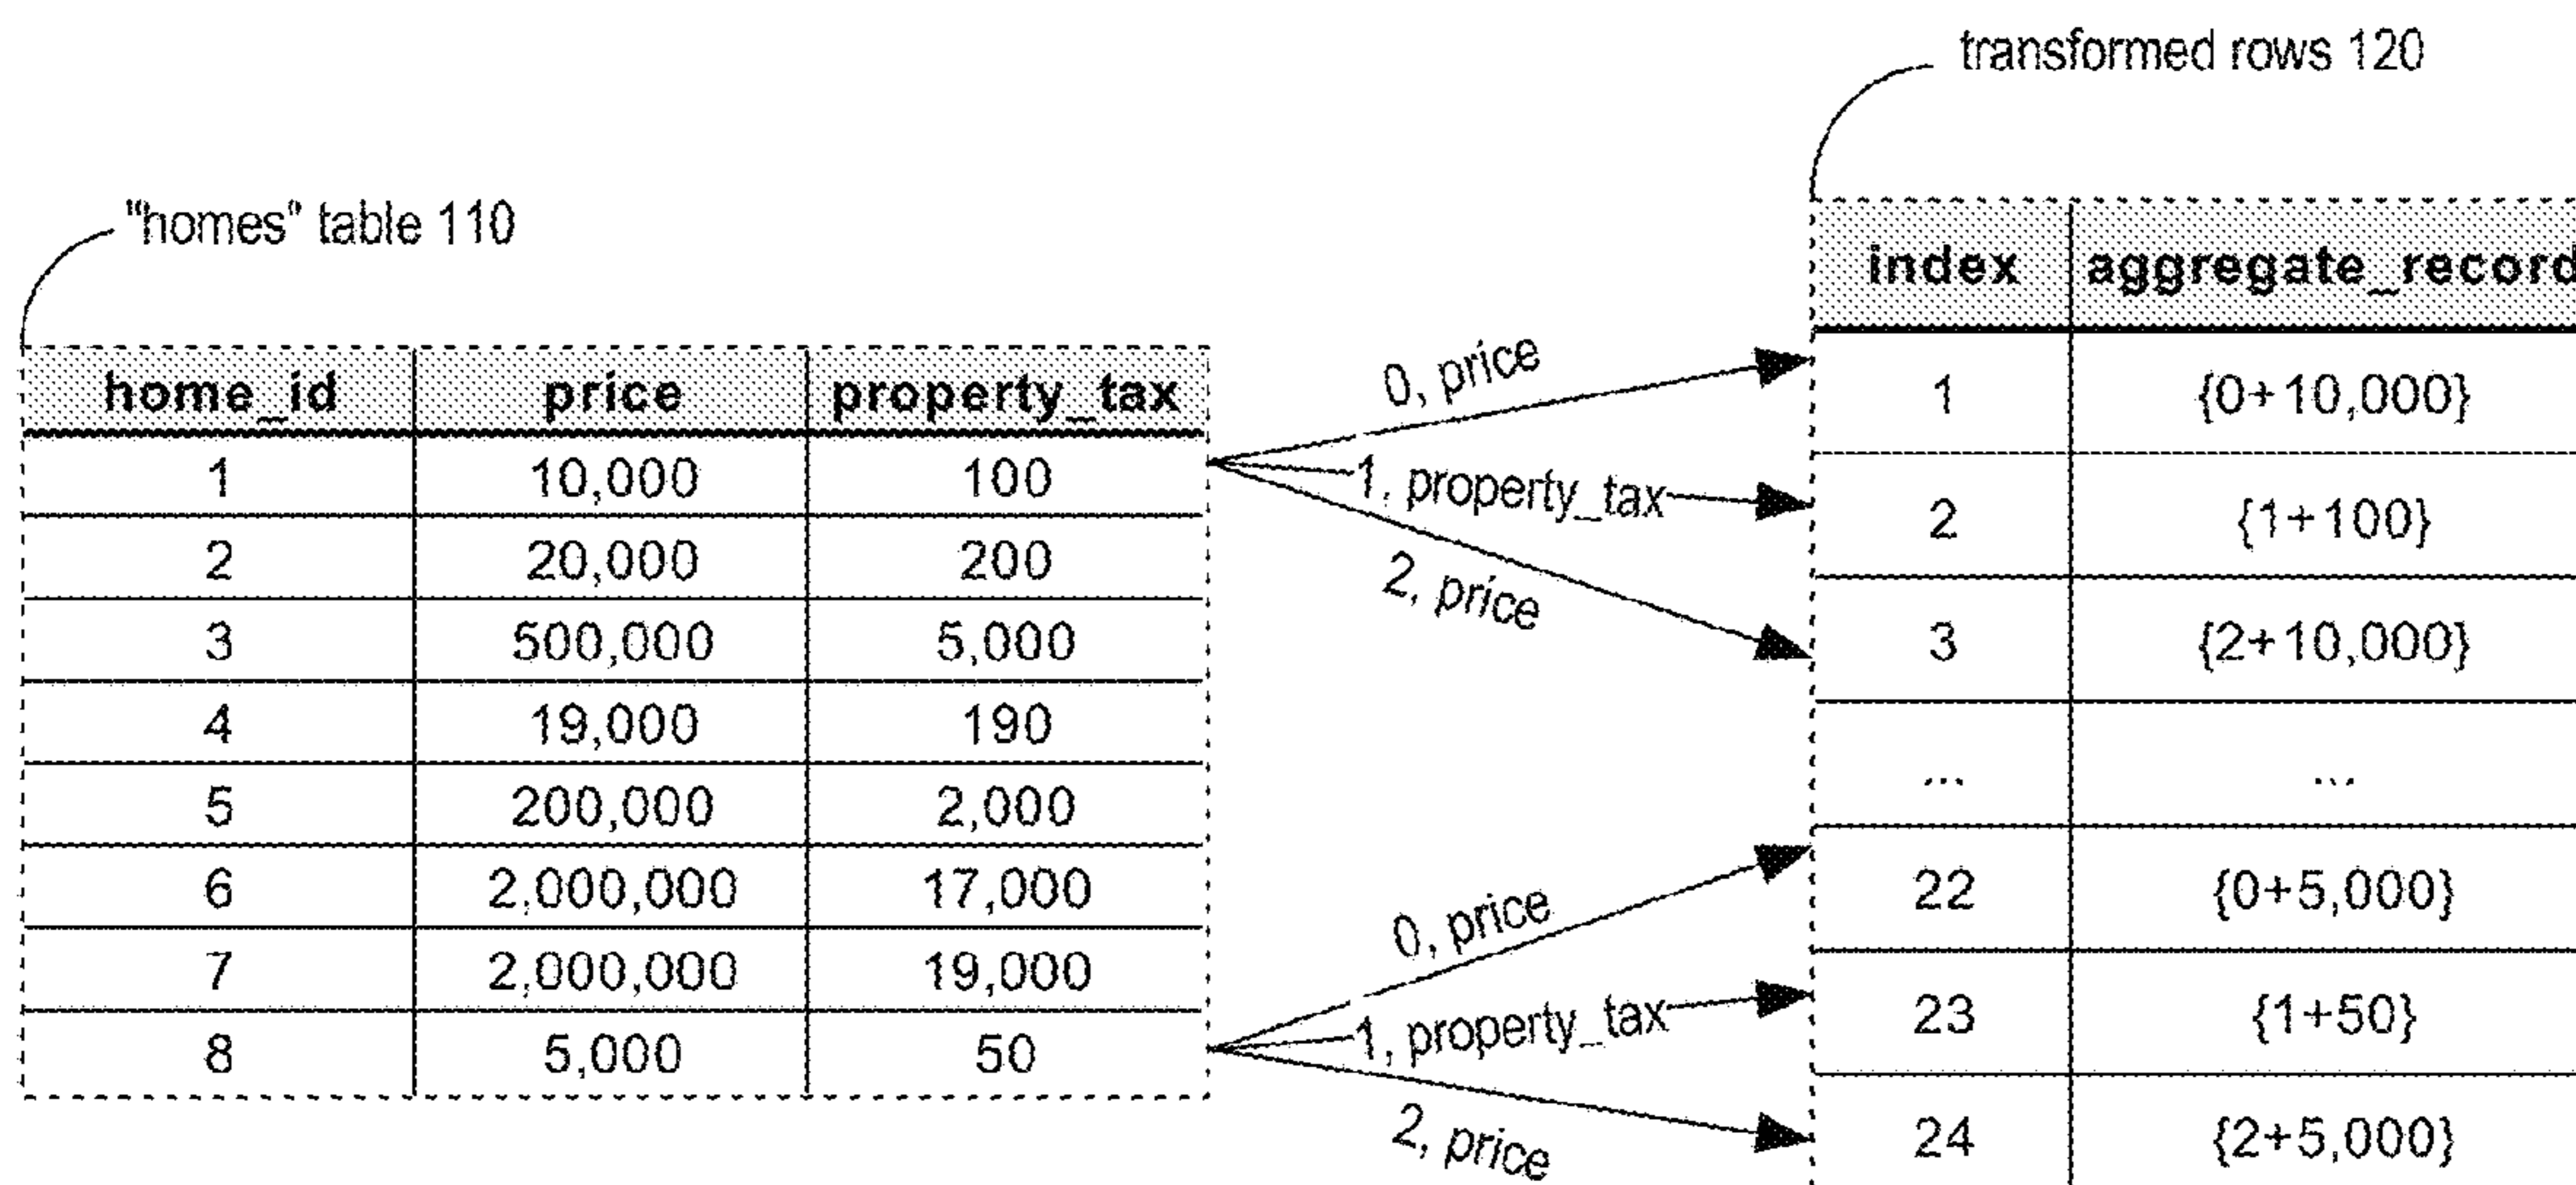 transformed rows 120
"homes" table 110
index aggregate_record
home_id price property_tax
0, price
1 {0+10,000}
1 10,000 100
1, property_tax
2 {1+100}
2 20,000 200
2, price
3 500,000 5,000
3 {2+10,000}
4 19,000 190
... ...
5 200,000 2,000
6 2,000,000 17,000
0, price
22 {0+5,000}
7 2,000,000 19,000
1, property_tax
23 {1+50}
8 5,000 50
2, price
24 {2+5,000}